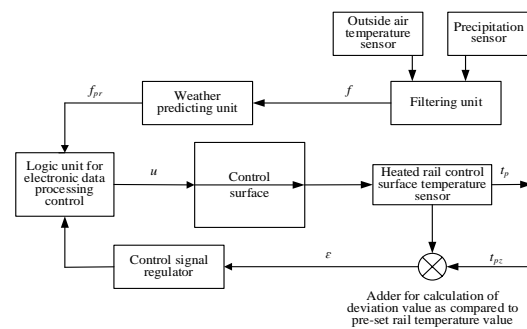 Outside air
temperature
sensor
Precipitation
sensor
Weather
predicting unit
Filtering unit
f
f_pr
Logic unit for
electronic data
processing
control
u
Control
surface
Heated rail control
surface temperature
sensor
t_p
Control signal
regulator
ε
t_pz
Adder for calculation of
deviation value as compared to
pre-set rail temperature value